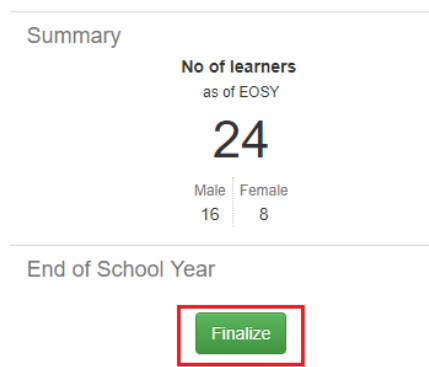 Summary
No of learners
as of EOSY
24
Male Female
16 8
End of School Year
Finalize